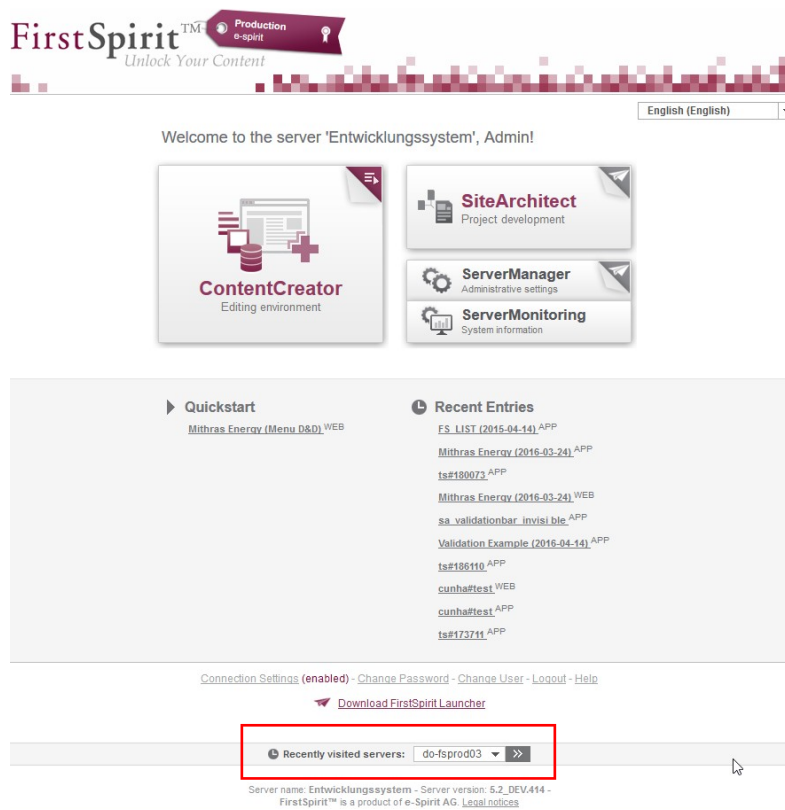 FirstSpirit™
Unlock Your Content
Production
e-spirit
English (English)
Welcome to the server 'Entwicklungssystem', Admin!
ContentCreator
Editing environment
SiteArchitect
Project development
ServerManager
Administrative settings
ServerMonitoring
System information
Quickstart
Mithras Energy (Menu D&D) WEB
Recent Entries
FS_LIST (2015-04-14) APP
Mithras Energy (2016-03-24) APP
ts#180073 APP
Mithras Energy (2016-03-24) WEB
sa_validationbar_invisi ble APP
Validation Example (2016-04-14) APP
ts#186110 APP
cunha#test WEB
cunha#test APP
ts#173711 APP
Connection Settings (enabled) - Change Password - Change User - Logout - Help
Download FirstSpirit Launcher
Recently visited servers: do-fsprod03 >>
Server name: Entwicklungssystem - Server version: 5.2_DEV.414 -
FirstSpirit™ is a product of e-Spirit AG. Legal notices